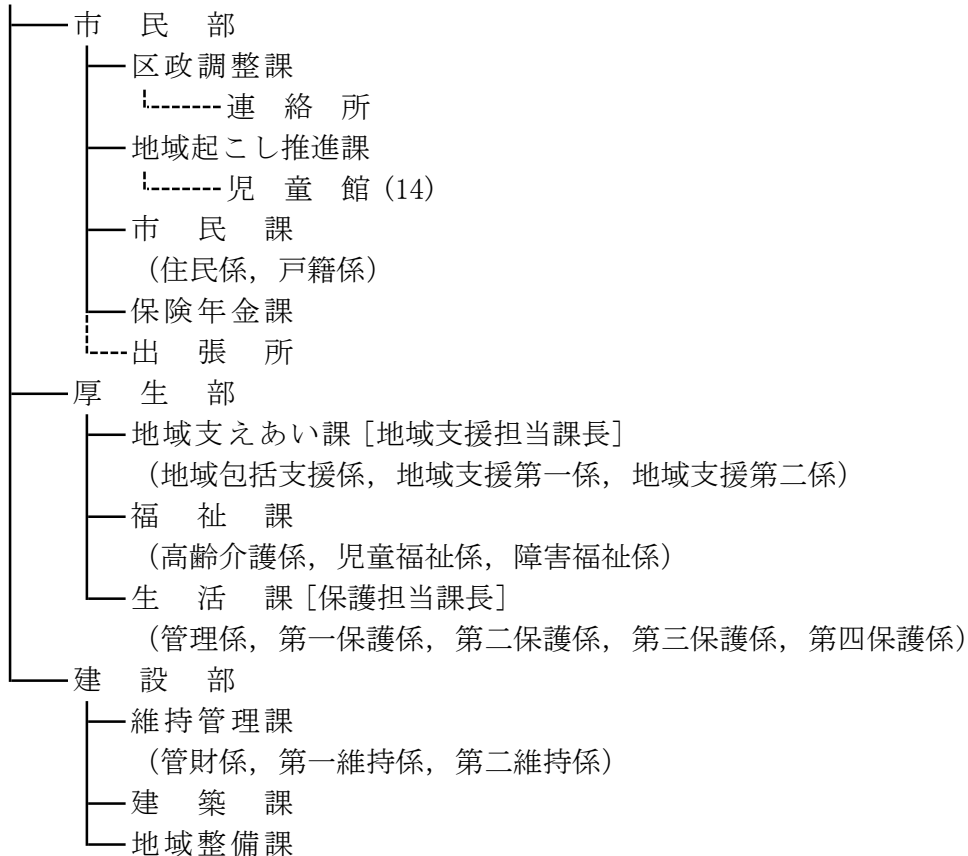 市民部
区政調整課
連絡所
地域起こし推進課
児童館(14)
市民課
(住民係，戸籍係)
保険年金課
出張所
厚生部
地域支えあい課[地域支援担当課長]
(地域包括支援係，地域支援第一係，地域支援第二係)
福祉課
(高齢介護係，児童福祉係，障害福祉係)
生活課[保護担当課長]
(管理係，第一保護係，第二保護係，第三保護係，第四保護係)
建設部
維持管理課
(管財係，第一維持係，第二維持係)
建築課
地域整備課